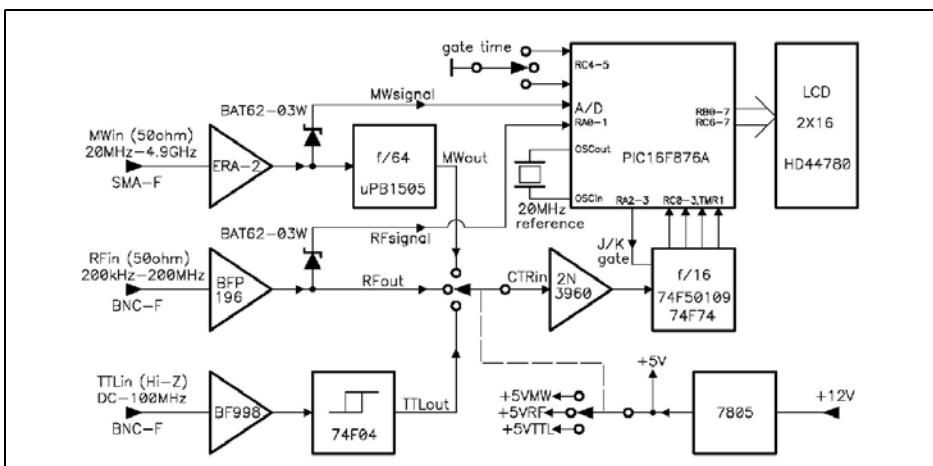 gate time
RC4-5
BAT62-03W
MWsignal
A/D
RA0-1
RB0-7
RC6-7
LCD
2X16
HD44780
MWin (50ohm)
20MHz-4.9GHz
SMA-F
ERA-2
f/64
uPB1505
MWout
OSCout
PIC16F876A
OSCin
RA2-3
RC0-3,TMR1
20MHz
reference
BAT62-03W
RFsignal
J/K
gate
RFin (50ohm)
200kHz-200MHz
BNC-F
BFP
196
RFout
CTRin
2N
3960
f/16
74F50109
74F74
+5V
TTLin (Hi-Z)
DC-100MHz
BNC-F
BF998
74F04
TTLout
+5VMW
+5VRF
+5VTTL
7805
+12V